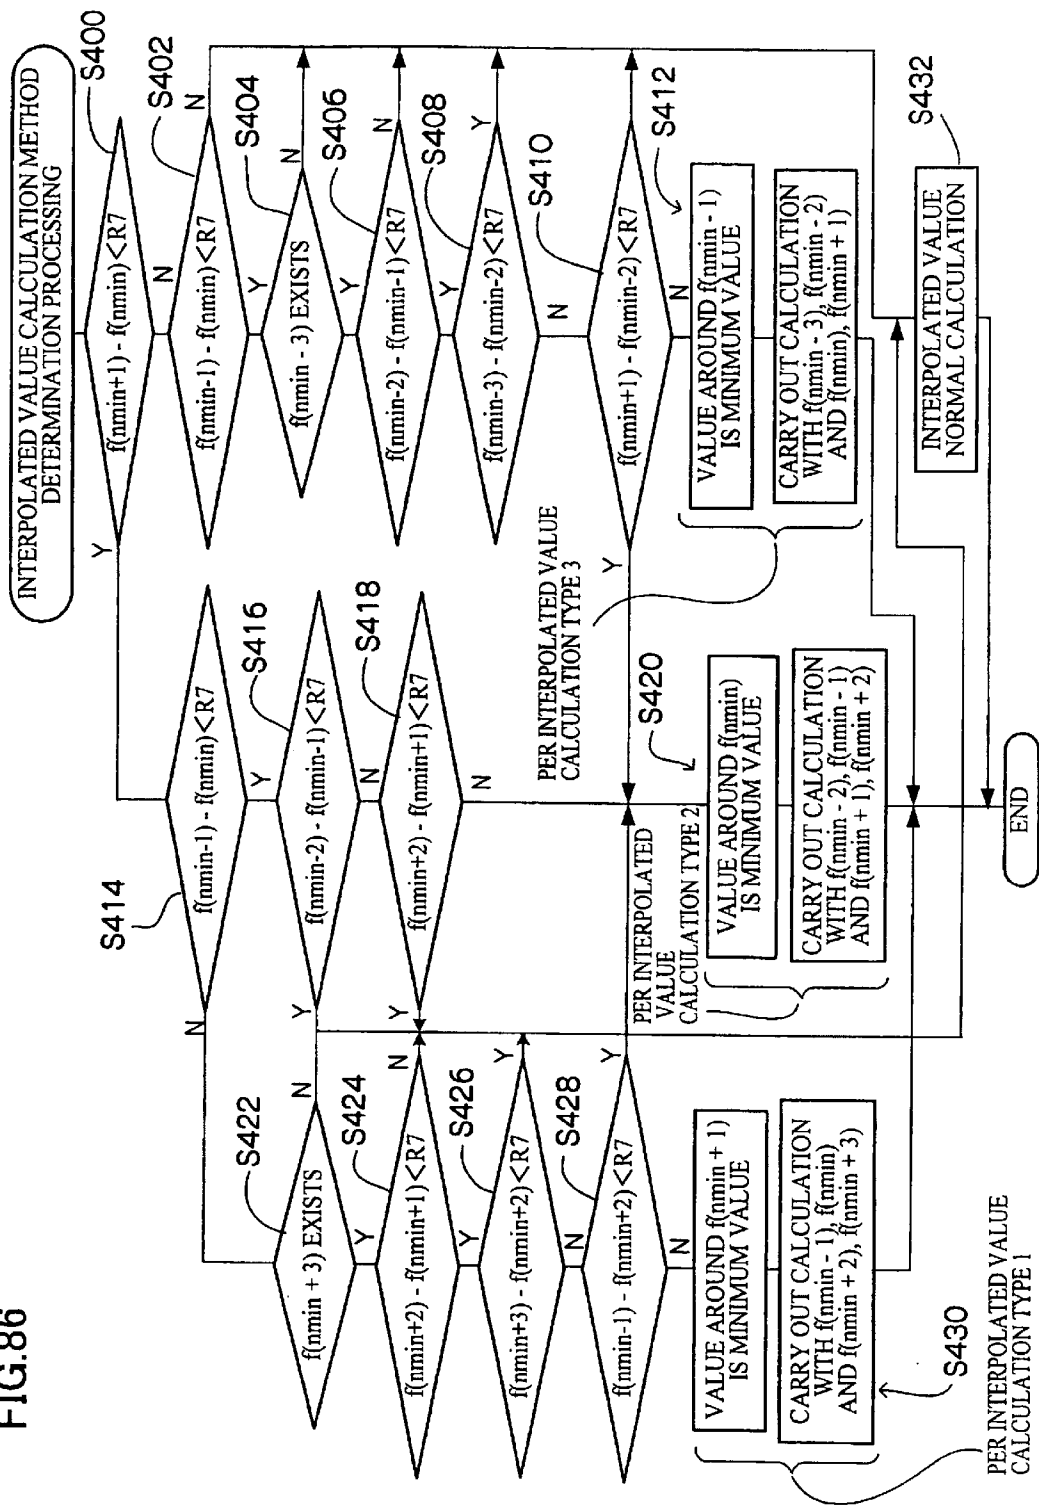 FIG.86
INTERPOLATED VALUE CALCULATION METHOD
DETERMINATION PROCESSING
f(nmin+1) - f(nmin)<R7
S400
Y
N
f(nmin-1) - f(nmin)<R7
S402
N
Y
f(nmin - 3) EXISTS
S404
N
Y
f(nmin-2) - f(nmin-1)<R7
S406
N
Y
f(nmin-3) - f(nmin-2)<R7
S408
Y
N
f(nmin+1) - f(nmin-2)<R7
S410
Y
N
S412
VALUE AROUND f(nmin - 1)
IS MINIMUM VALUE
CARRY OUT CALCULATION
WITH f(nmin - 3), f(nmin - 2)
AND f(nmin), f(nmin + 1)
PER INTERPOLATED VALUE
CALCULATION TYPE 3
S414
f(nmin-1) - f(nmin)<R7
N
Y
f(nmin-2) - f(nmin-1)<R7
S416
Y
N
f(nmin+2) - f(nmin+1)<R7
S418
Y
N
S420
VALUE AROUND f(nmin)
IS MINIMUM VALUE
CARRY OUT CALCULATION
WITH f(nmin - 2), f(nmin - 1)
AND f(nmin + 1), f(nmin + 2)
PER INTERPOLATED
VALUE
CALCULATION TYPE 2
S422
f(nmin + 3) EXISTS
N
Y
S424
f(nmin+2) - f(nmin+1)<R7
N
Y
S426
f(nmin+3) - f(nmin+2)<R7
Y
N
S428
f(nmin-1) - f(nmin+2)<R7
Y
N
VALUE AROUND f(nmin + 1)
IS MINIMUM VALUE
CARRY OUT CALCULATION
WITH f(nmin - 1), f(nmin)
AND f(nmin + 2), f(nmin + 3)
S430
PER INTERPOLATED VALUE
CALCULATION TYPE 1
S432
INTERPOLATED VALUE
NORMAL CALCULATION
END